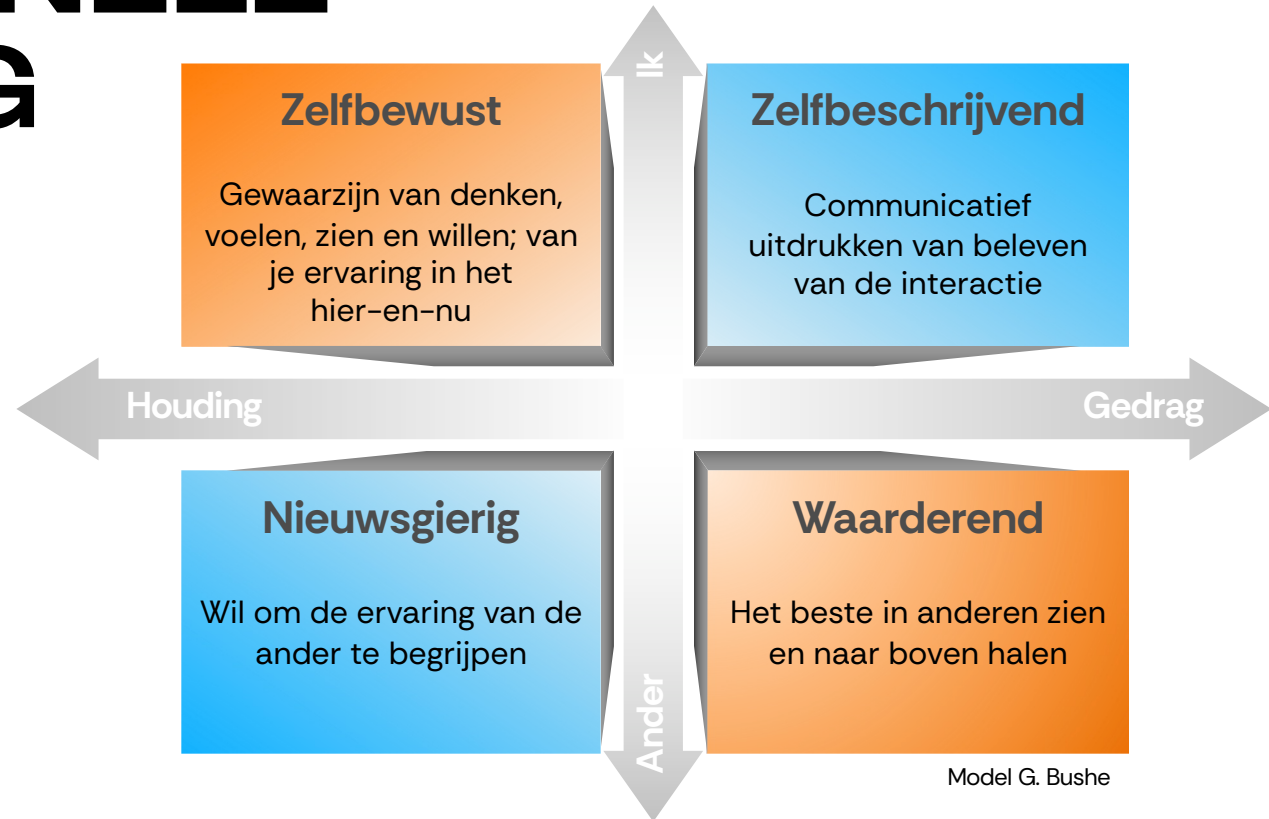 G
Ik
Zelfbewust
Gewaarzijn van denken,
voelen, zien en willen; van
je ervaring in het
hier-en-nu
Zelfbeschrijvend
Communicatief
uitdrukken van beleven
van de interactie
Houding
Gedrag
Nieuwsgierig
Wil om de ervaring van de
ander te begrijpen
Waarderend
Het beste in anderen zien
en naar boven halen
Ander
Model G. Bushe